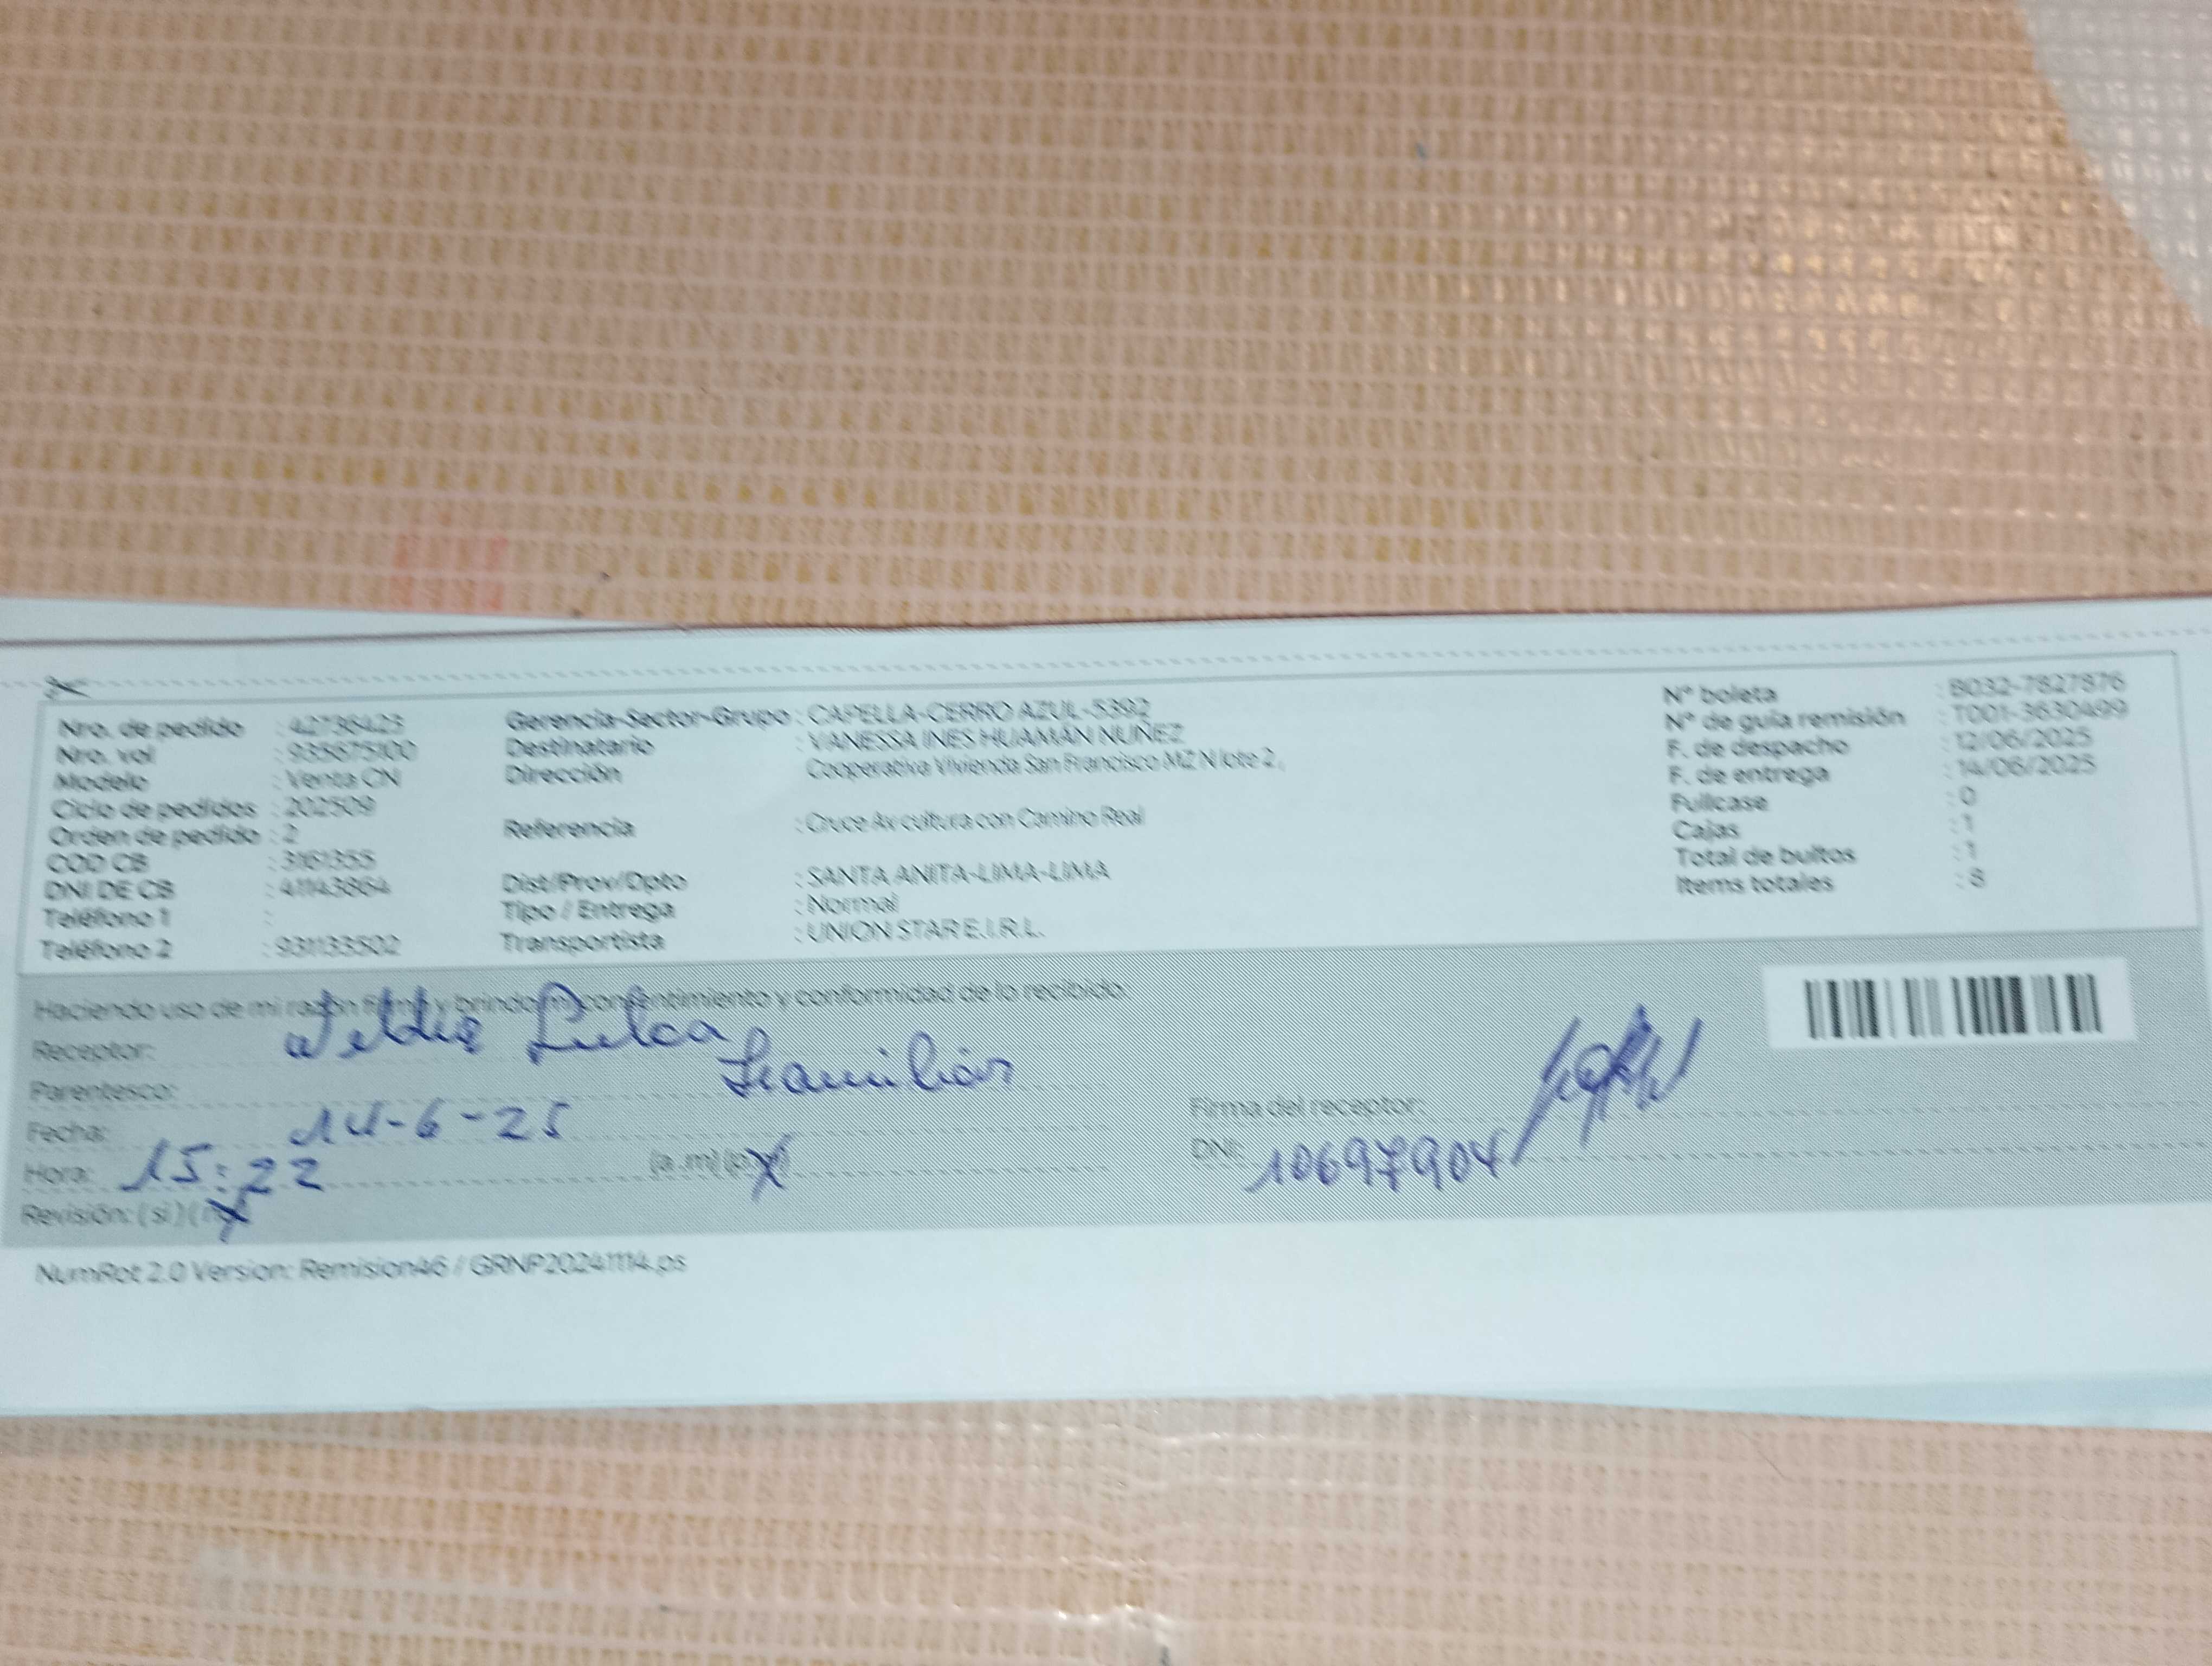 Nro. de pedido : 42736423
Nro. vol : 935675100
Modelo : Venta CN
Ciclo de pedidos : 202509
Orden de pedido : 2
COD CB : 3161355
DNI DE CB : 41143864
Teléfono 1 :
Teléfono 2 : 931133502
Gerencia-Sector-Grupo : CAPELLA-CERRO AZUL-5392
Destinatario : VANESSA INES HUAMÁN NUÑEZ
Dirección Cooperativa Vivienda San Francisco MZ N lote 2,
Referencia : Cruce Av cultura con Camino Real
Dist/Prov/Dpto : SANTA ANITA-LIMA-LIMA
Tipo / Entrega : Normal
Transportista : UNION STAR E.I.R.L.
N° boleta : B032-7827876
N° de guía remisión : T001-3630499
F. de despacho : 12/06/2025
F. de entrega : 14/06/2025
Fullcase : 0
Cajas : 1
Total de bultos : 1
Items totales : 8
Haciendo uso de mi razón y brindo consentimiento y conformidad de lo recibido.
Receptor:
Parentesco: Familiar
Fecha: 14-6-25
Hora: 15:22 (a.m)
Revisión: (si)
Firma del receptor:
DNI: 10697904
NumRot 2.0 Version: Remision46 / GRNP20241114.ps